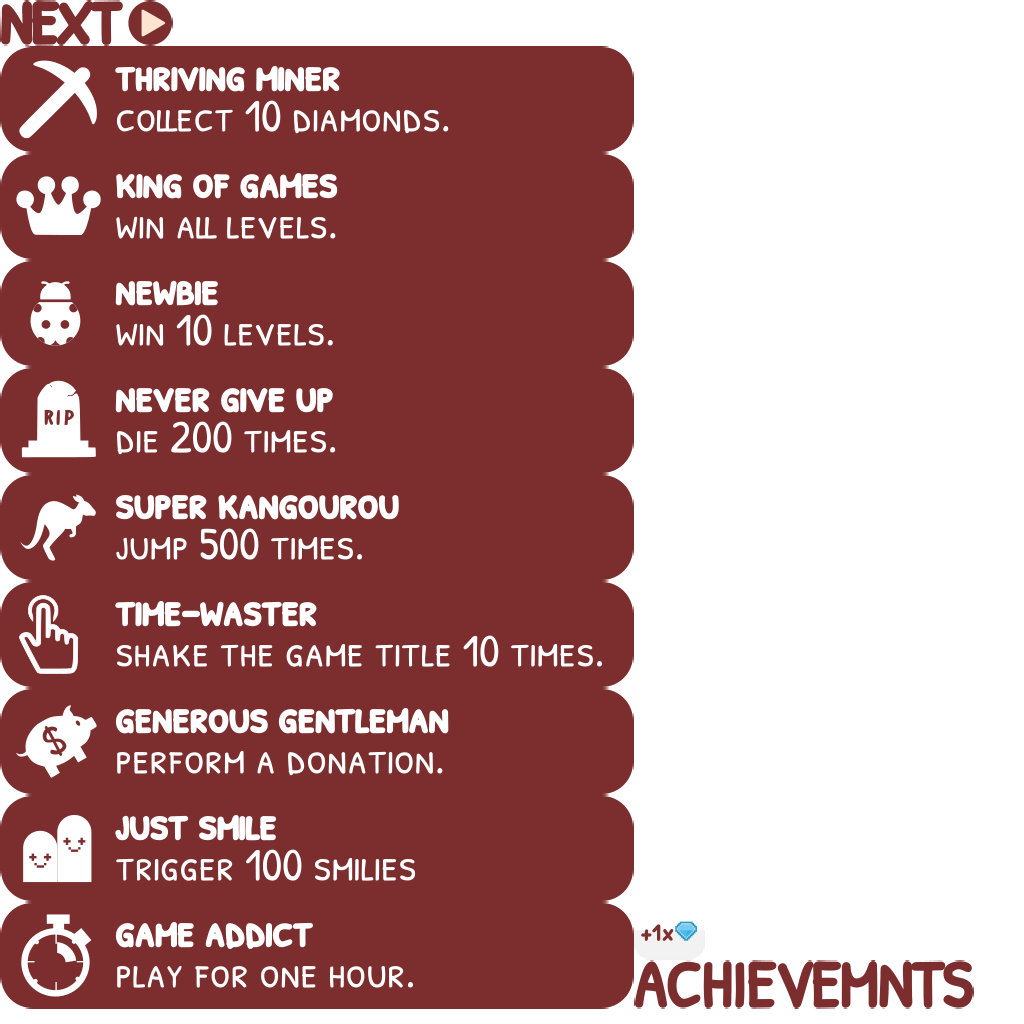 NEXT
THRIVING MINER
COLLECT 10 DIAMONDS.
KING OF GAMES
WIN ALL LEVELS.
NEWBIE
WIN 10 LEVELS.
NEVER GIVE UP
DIE 200 TIMES.
RIP
SUPER KANGOUROU
JUMP 500 TIMES.
TIME-WASTER
SHAKE THE GAME TITLE 10 TIMES.
GENEROUS GENTLEMAN
PERFORM A DONATION.
$
JUST SMILE
TRIGGER 100 SMILIES
GAME ADDICT
PLAY FOR ONE HOUR.
+1x
ACHIEVEMNTS